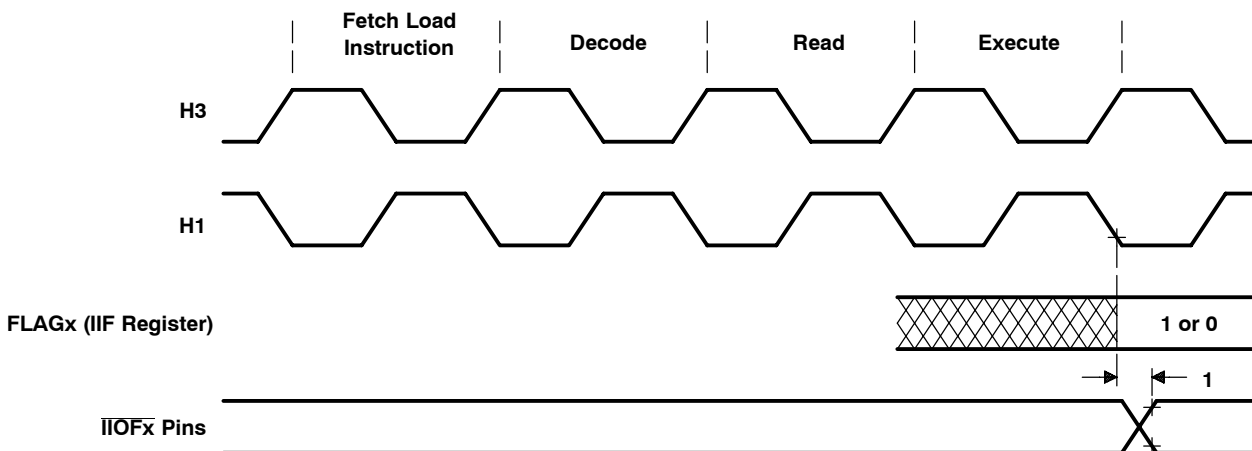 Fetch Load
Instruction
Decode
Read
Execute
H3
H1
FLAGx (IIF Register)
1 or 0
1
IIOFx Pins